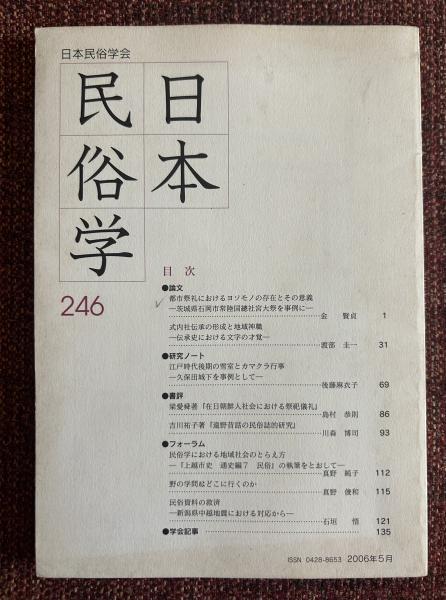 日本民俗学会
日本
民俗学
246
目次
●論文
都市祭礼におけるヨソモノの存在とその意義
―茨城県石岡市常陸国總社宮大祭を事例に― 金 賢貞 1
式内社伝承の形成と地域神職
―伝承史における文字の才覚― 渡部 圭一 31
●研究ノート
江戸時代後期の雪室とカマクラ行事
―久保田城下を事例として― 後藤麻衣子 69
●書評
梁愛舜著『在日朝鮮人社会における祭祀儀礼』
島村 恭則 86
吉川祐子著『遠野昔話の民俗誌的研究』
川森 博司 93
●フォーラム
民俗学における地域社会のとらえ方
―『上越市史 通史編7 民俗』の執筆をとおして― 真野 純子 112
野の学問はどこに行くのか 真野 俊和 115
民俗資料の救済
―新潟県中越地震における対応から― 石垣 悟 121
●学会記事 135
ISSN 0428-8653 2006年5月